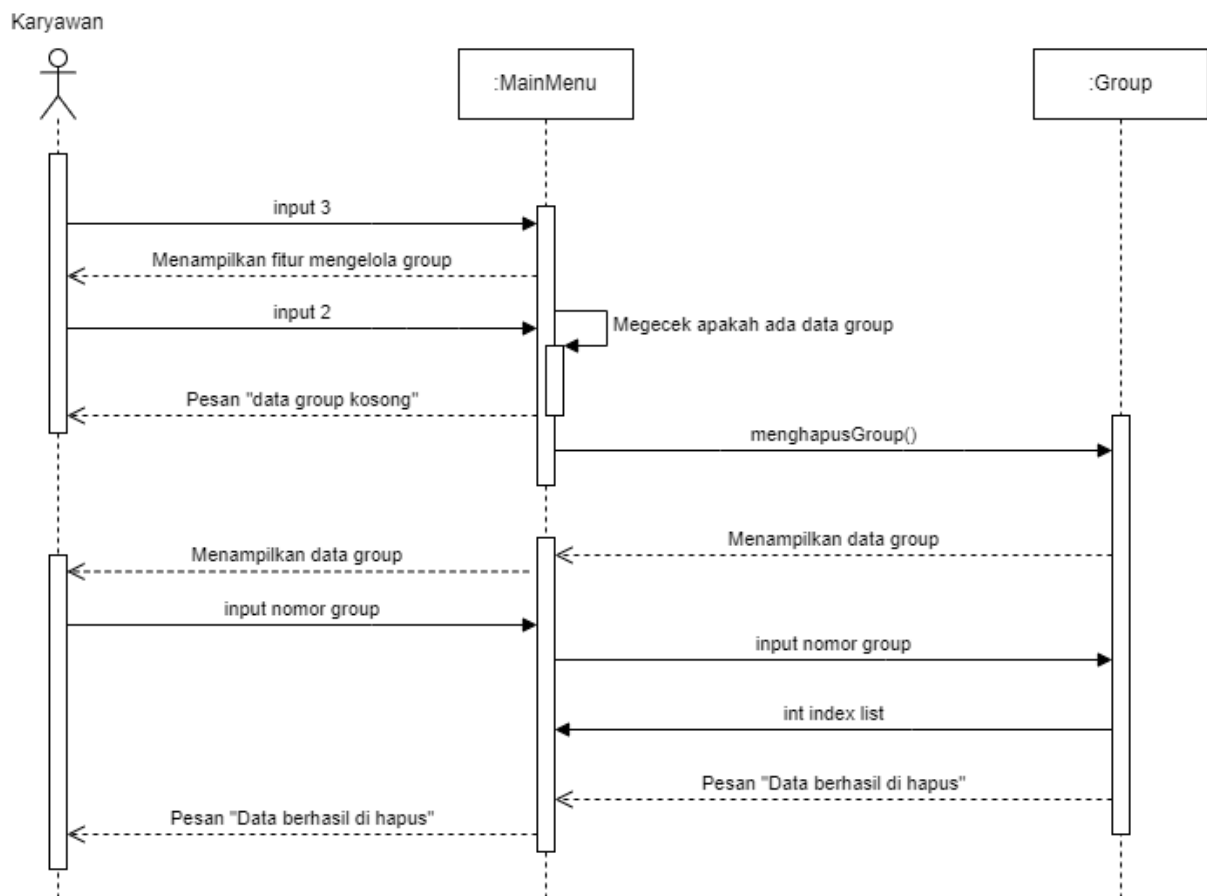 Karyawan
:MainMenu
:Group
input 3
Menampilkan fitur mengelola group
input 2
Megecek apakah ada data group
Pesan "data group kosong"
menghapusGroup()
Menampilkan data group
Menampilkan data group
input nomor group
input nomor group
int index list
Pesan "Data berhasil di hapus"
Pesan "Data berhasil di hapus"